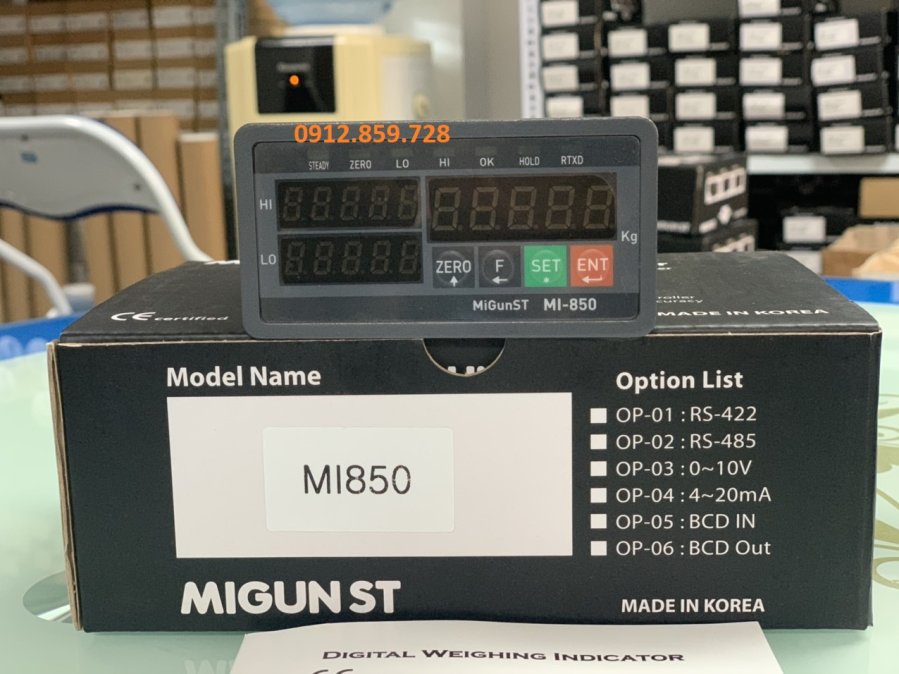 0912.859.728
STEADY ZERO LO HI OK HOLD RTXD
HI
Kg
LO
ZERO F SET ENT
*
MiGunST MI-850
CE certified
MADE IN KOREA
Model Name
MI850
MIGUN ST
Option List
OP-01 : RS-422
OP-02 : RS-485
OP-03 : 0~10V
OP-04 : 4~20mA
OP-05 : BCD IN
OP-06 : BCD Out
MADE IN KOREA
DIGITAL WEIGHING INDICATOR